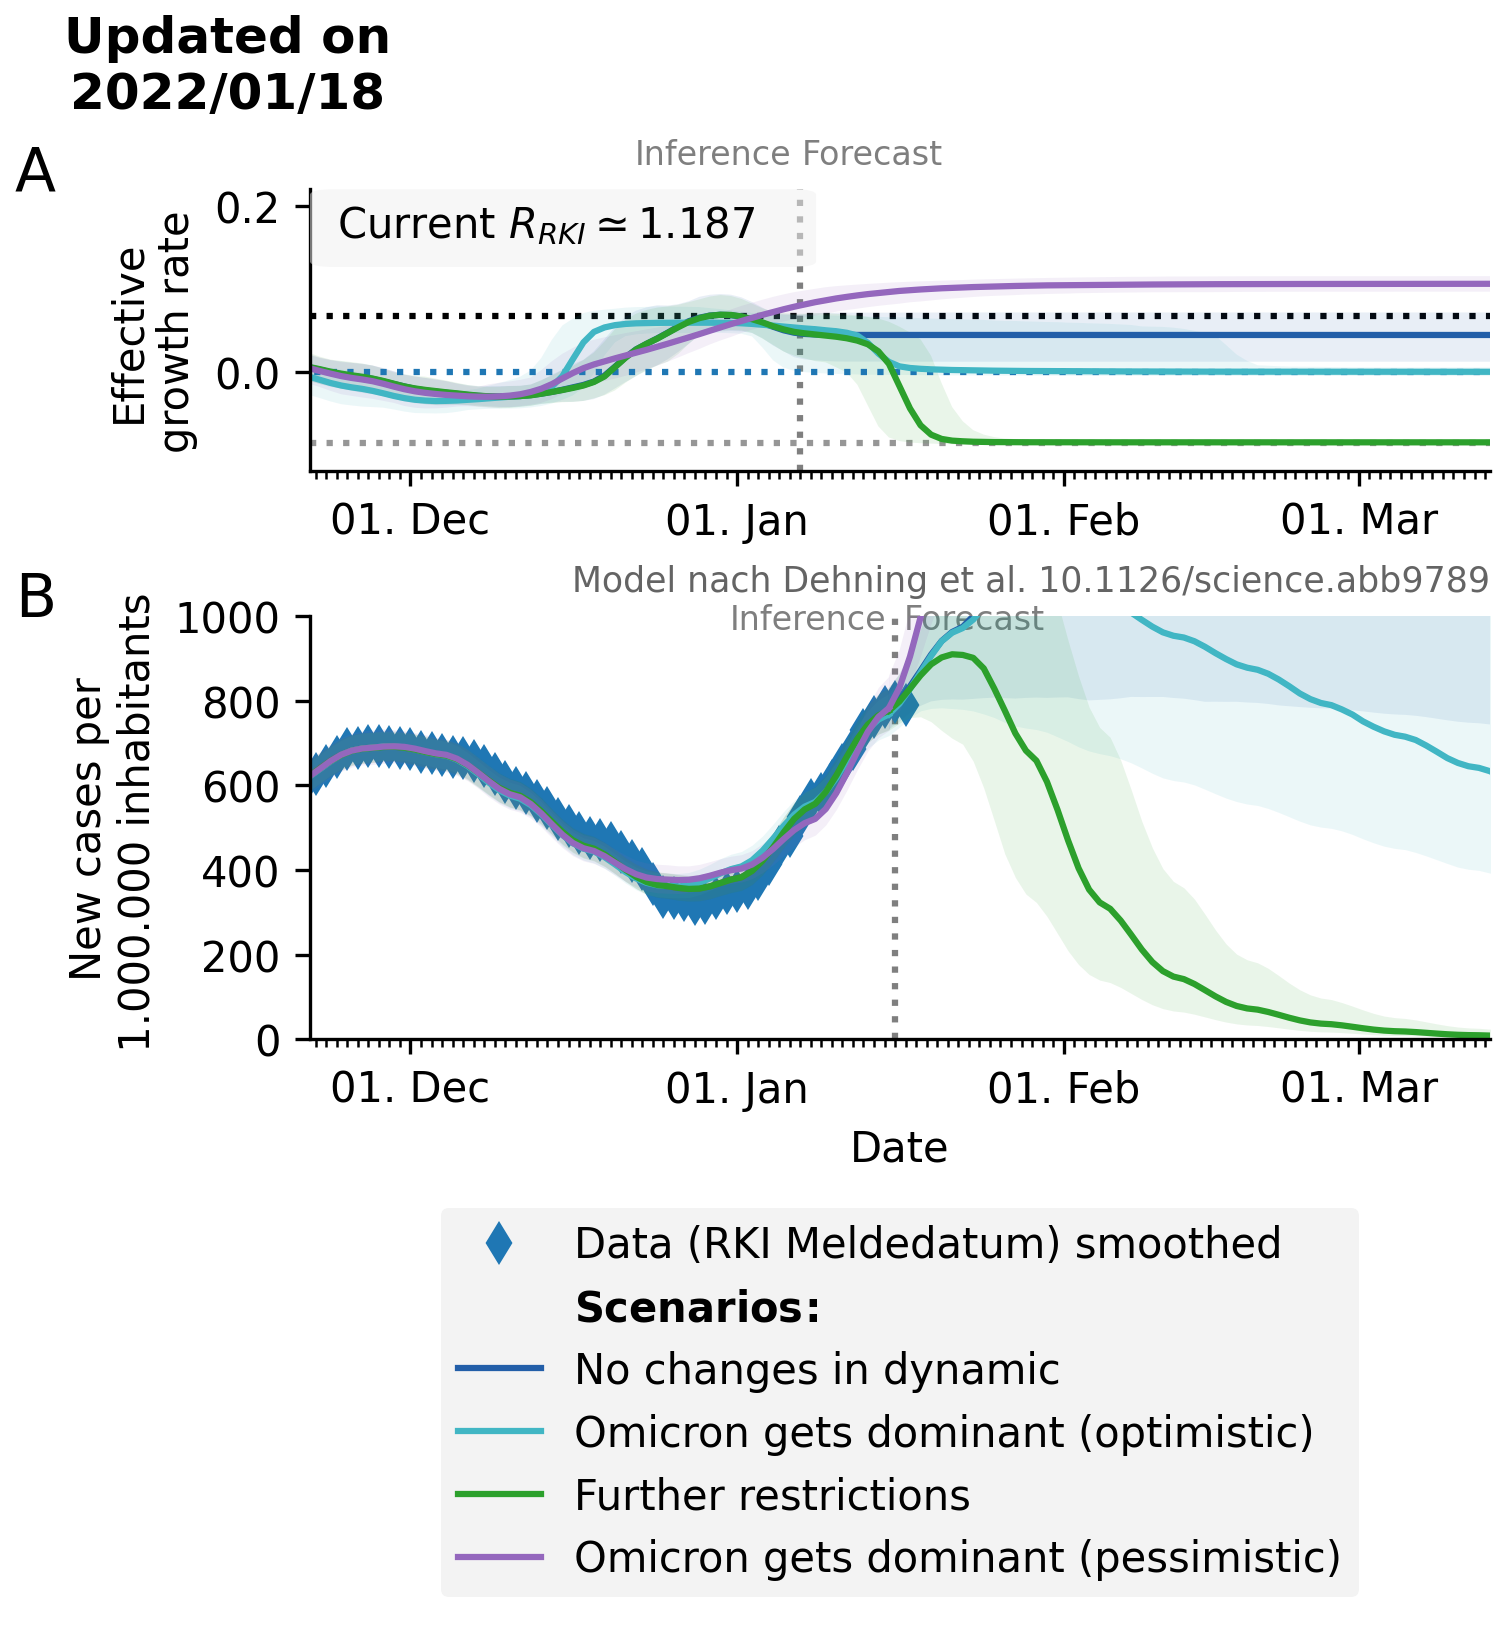 Updated on
2022/01/18
A
Inference Forecast
Current R_RKI ≃ 1.187
Effective
growth rate
0.2
0.0
01. Dec 01. Jan 01. Feb 01. Mar
B
Model nach Dehning et al. 10.1126/science.abb9789
Inference Forecast
New cases per
1.000.000 inhabitants
1000
800
600
400
200
0
01. Dec 01. Jan 01. Feb 01. Mar
Date
Data (RKI Meldedatum) smoothed
Scenarios:
No changes in dynamic
Omicron gets dominant (optimistic)
Further restrictions
Omicron gets dominant (pessimistic)